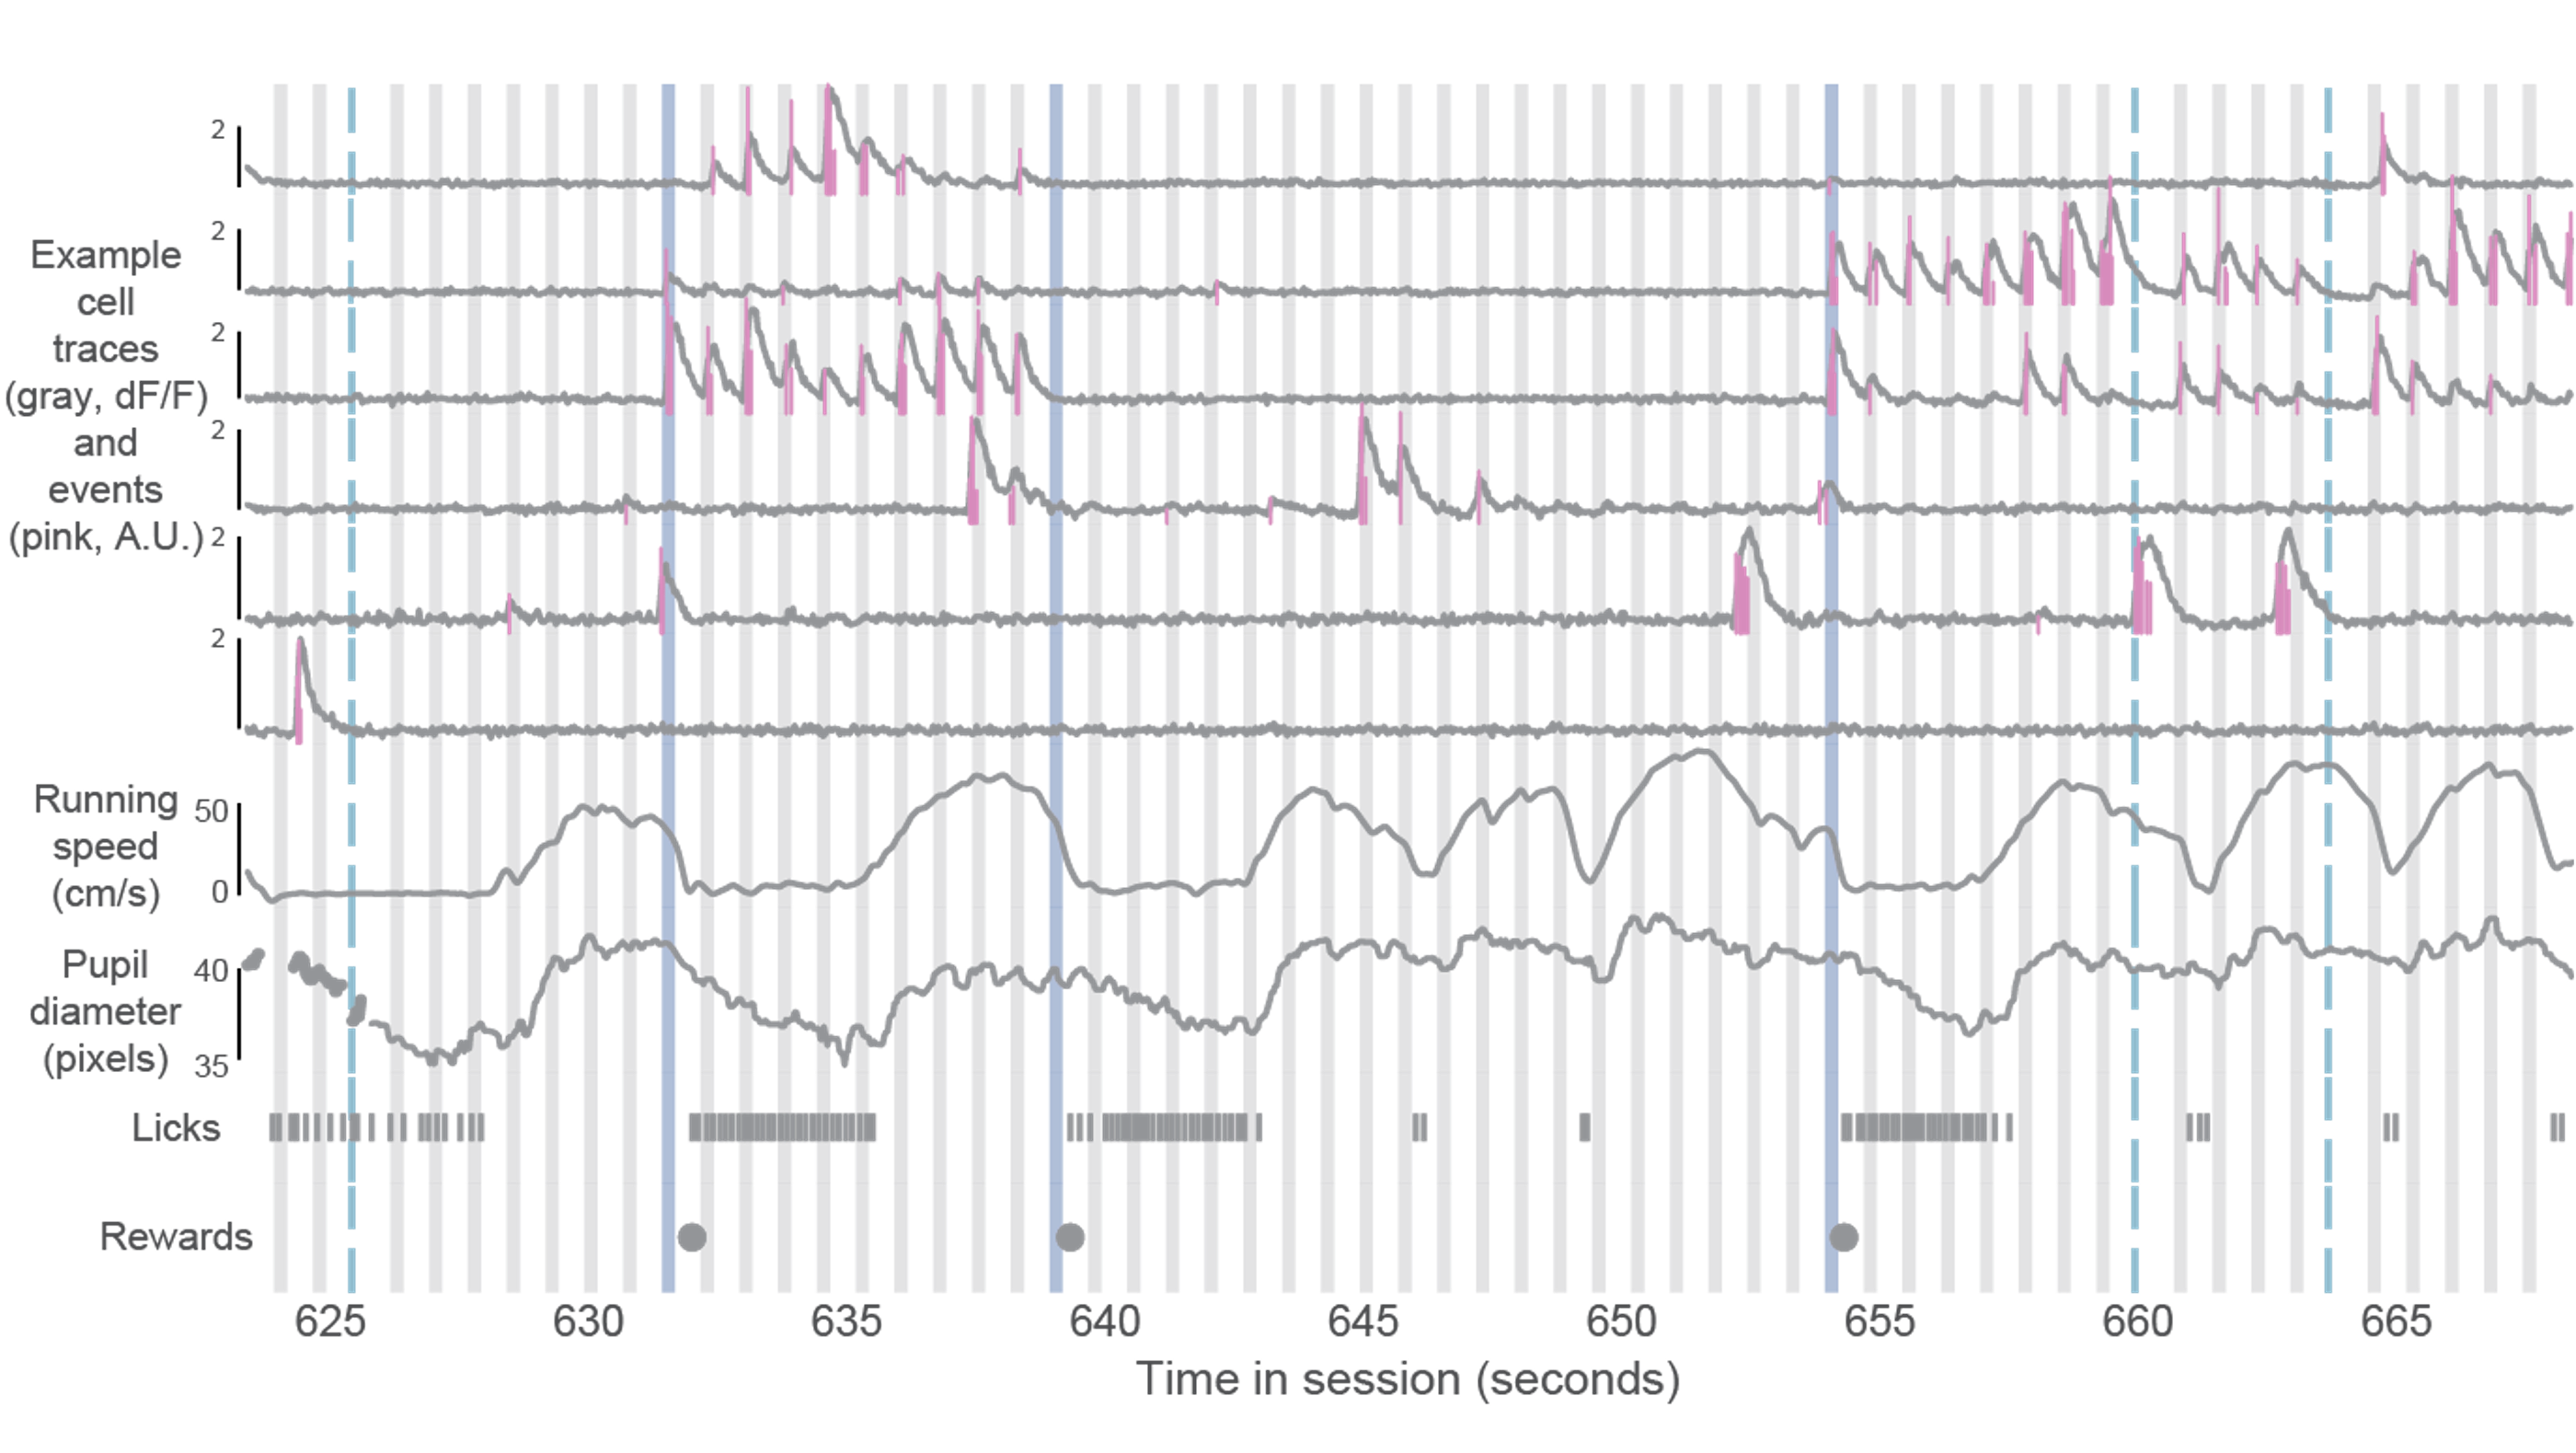 2
2
2
2
2
2
Example
cell
traces
(gray, dF/F)
and
events
(pink, A.U.)
Running
speed
(cm/s)
50
0
Pupil
diameter
(pixels)
40
35
Licks
Rewards
625 630 635 640 645 650 655 660 665
Time in session (seconds)